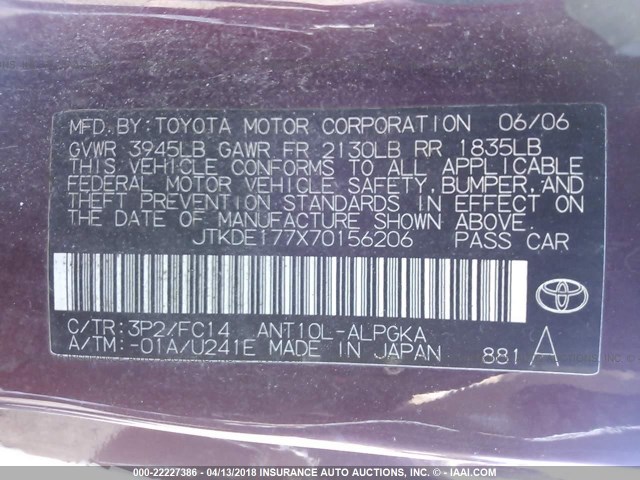 MFD.BY:TOYOTA MOTOR CORPORATION 06/06
GVWR 3945LB GAWR FR 2130LB RR 1835LB
THIS VEHICLE CONFORMS TO ALL APPLICABLE
FEDERAL MOTOR VEHICLE SAFETY, BUMPER, AND
THEFT PREVENTION STANDARDS IN EFFECT ON
THE DATE OF MANUFACTURE SHOWN ABOVE.
JTKDE177X70156206 PASS CAR
C/TR:3P2/FC14 ANT10L-ALPGKA
A/TM:-01A/U241E MADE IN JAPAN 881 A
000-22227386 - 04/13/2018 - INSURANCE AUTO AUCTIONS, INC. - © - IAAI.COM